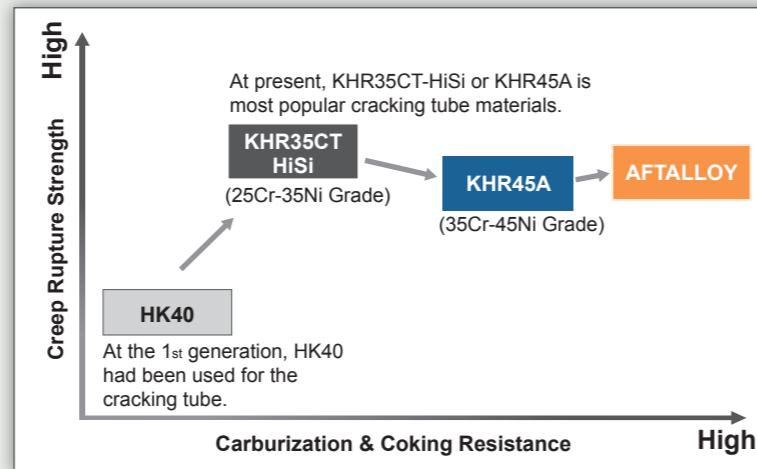 High
Creep Rupture Strength
At present, KHR35CT-HiSi or KHR45A is
most popular cracking tube materials.
KHR35CT
HiSi
(25Cr-35Ni Grade)
KHR45A
(35Cr-45Ni Grade)
AFTALLOY
HK40
At the 1st generation, HK40
had been used for the
cracking tube.
Carburization & Coking Resistance
High